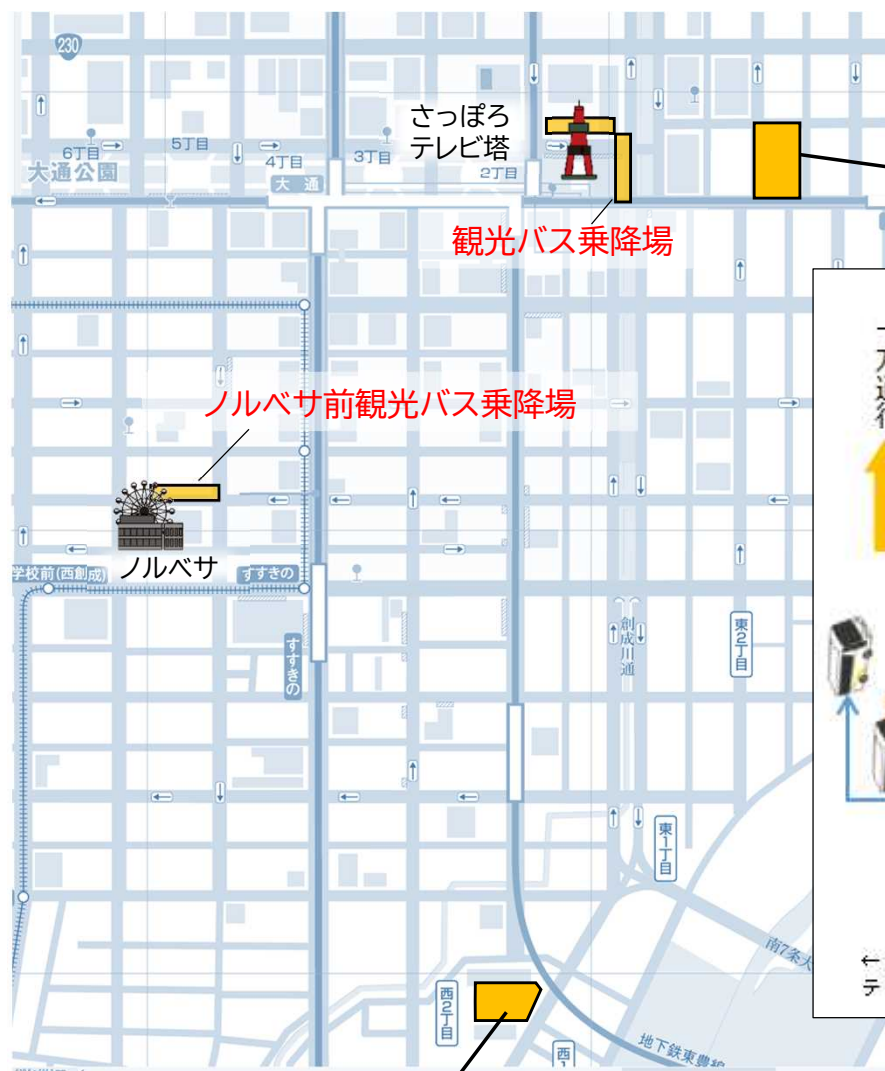 230
さっぽろ
テレビ塔
6丁目
5丁目
4丁目
3丁目
2丁目
大通公園
大通
観光バス乗降場
ノルベサ前観光バス乗降場
ノルベサ
学校前(西創成)
すすきの
すすきの
創成川通
東2丁目
東1丁目
南7条大
西2丁目
西1
地下鉄東豊線